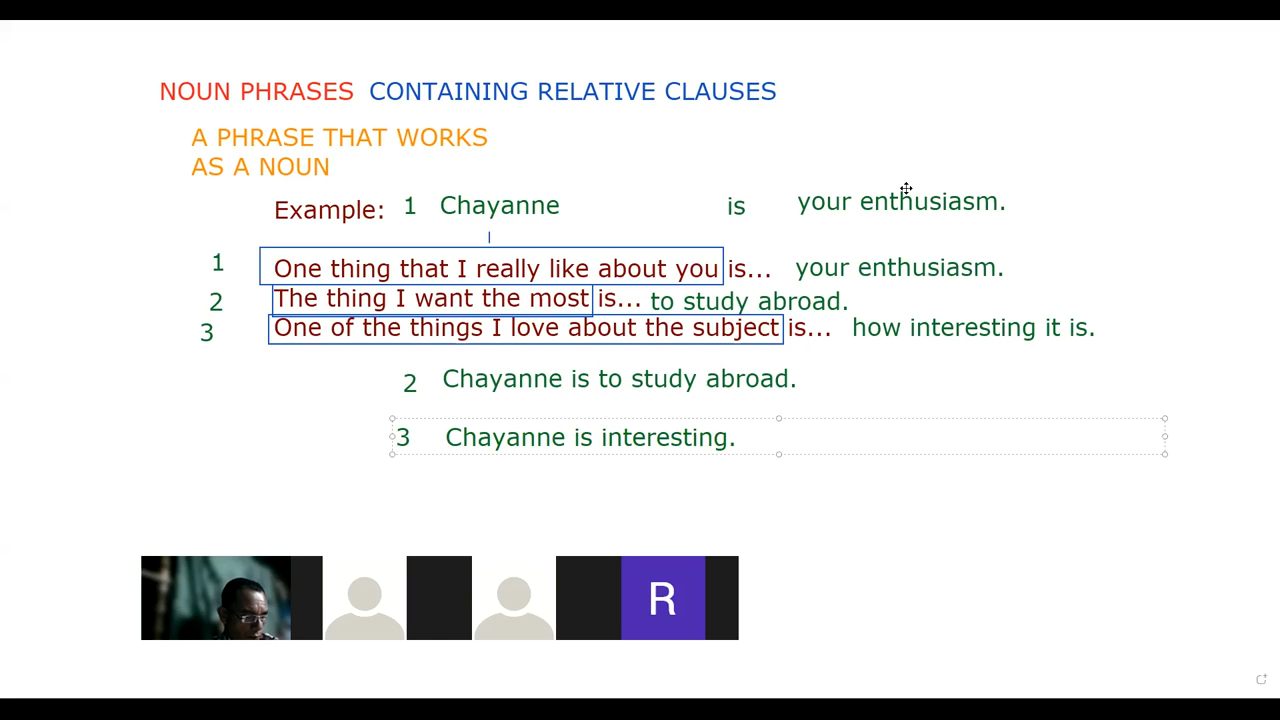 NOUN PHRASES CONTAINING RELATIVE CLAUSES
A PHRASE THAT WORKS
AS A NOUN
Example: 1 Chayanne is your enthusiasm.
1 One thing that I really like about you is... your enthusiasm.
2 The thing I want the most is... to study abroad.
3 One of the things I love about the subject is... how interesting it is.
2 Chayanne is to study abroad.
3 Chayanne is interesting.
R